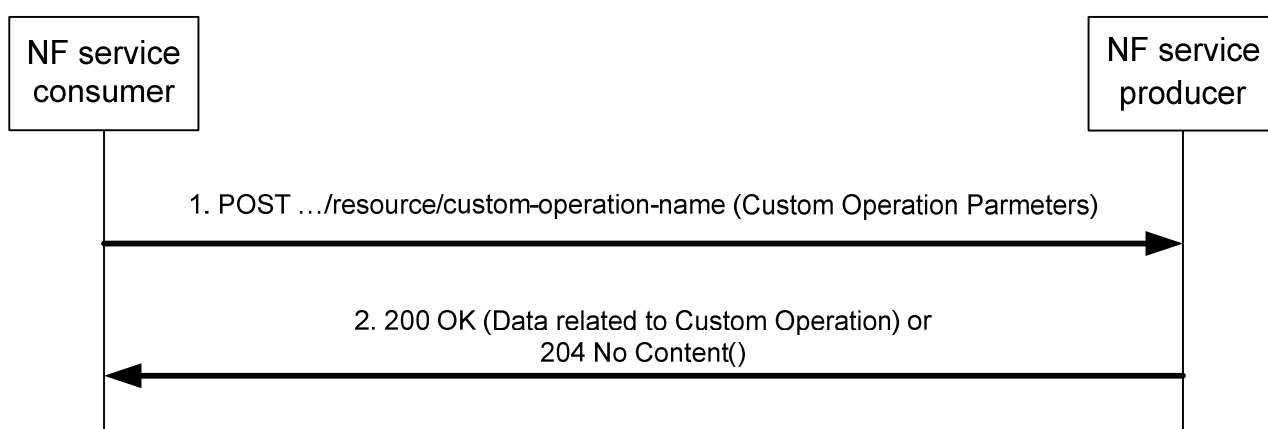 NF service
consumer
NF service
producer
1. POST …/resource/custom-operation-name (Custom Operation Parmeters)
2. 200 OK (Data related to Custom Operation) or
204 No Content()